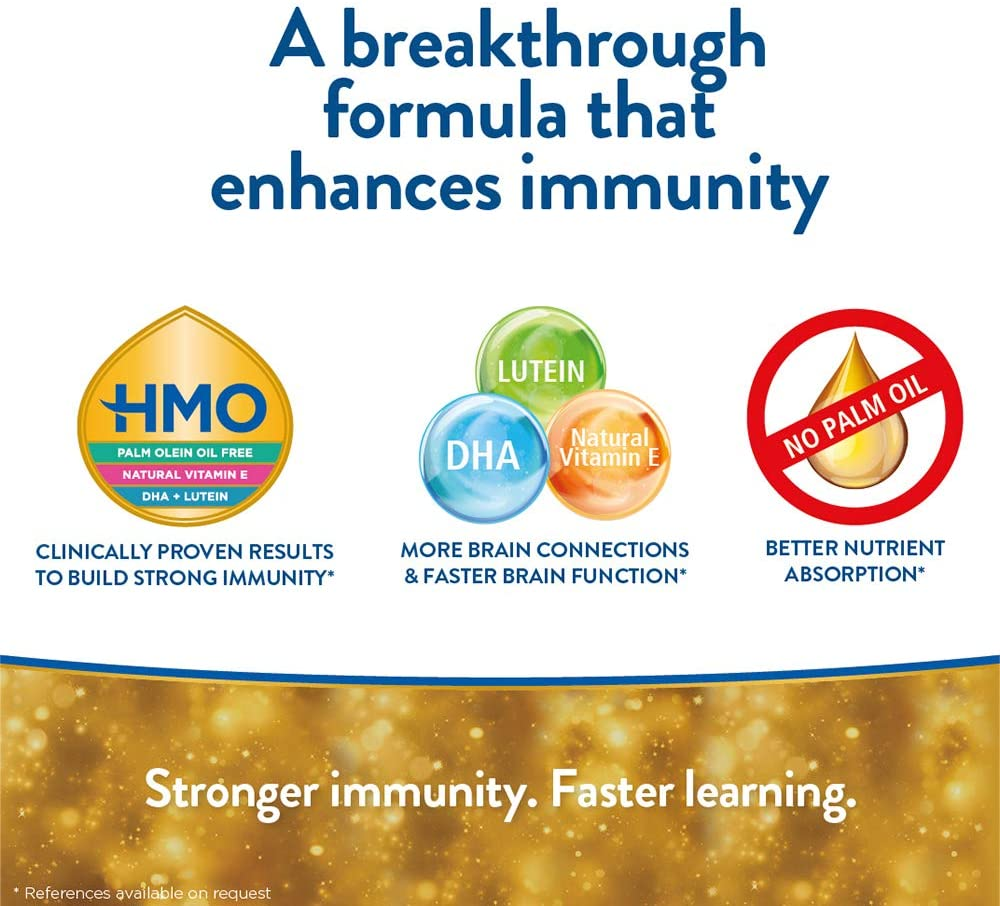 A breakthrough
formula that
enhances immunity
HMO
PALM OLEIN OIL FREE
NATURAL VITAMIN E
DHA + LUTEIN
CLINICALLY PROVEN RESULTS
TO BUILD STRONG IMMUNITY*
LUTEIN
DHA
Natural
Vitamin E
MORE BRAIN CONNECTIONS
& FASTER BRAIN FUNCTION*
NO PALM OIL
BETTER NUTRIENT
ABSORPTION*
Stronger immunity. Faster learning.
* References available on request